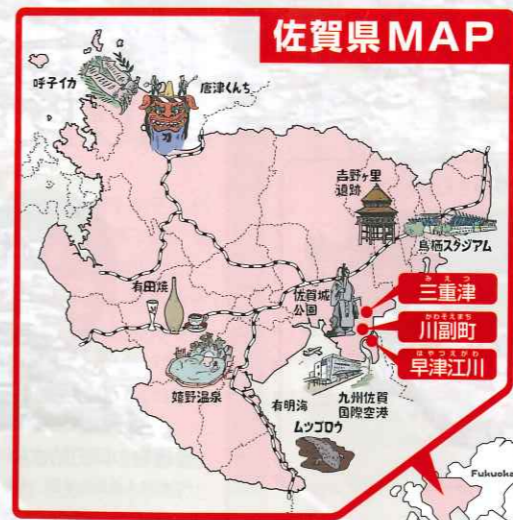 佐賀県MAP
呼子イカ
唐津くんち
吉野ヶ里
遺跡
鳥栖スタジアム
有田焼
佐賀城
公園
みえつ
三重津
かわそえまち
川副町
はやつえがわ
早津江川
嬉野温泉
有明海
ムツゴロウ
九州佐賀
国際空港
Fukuoka